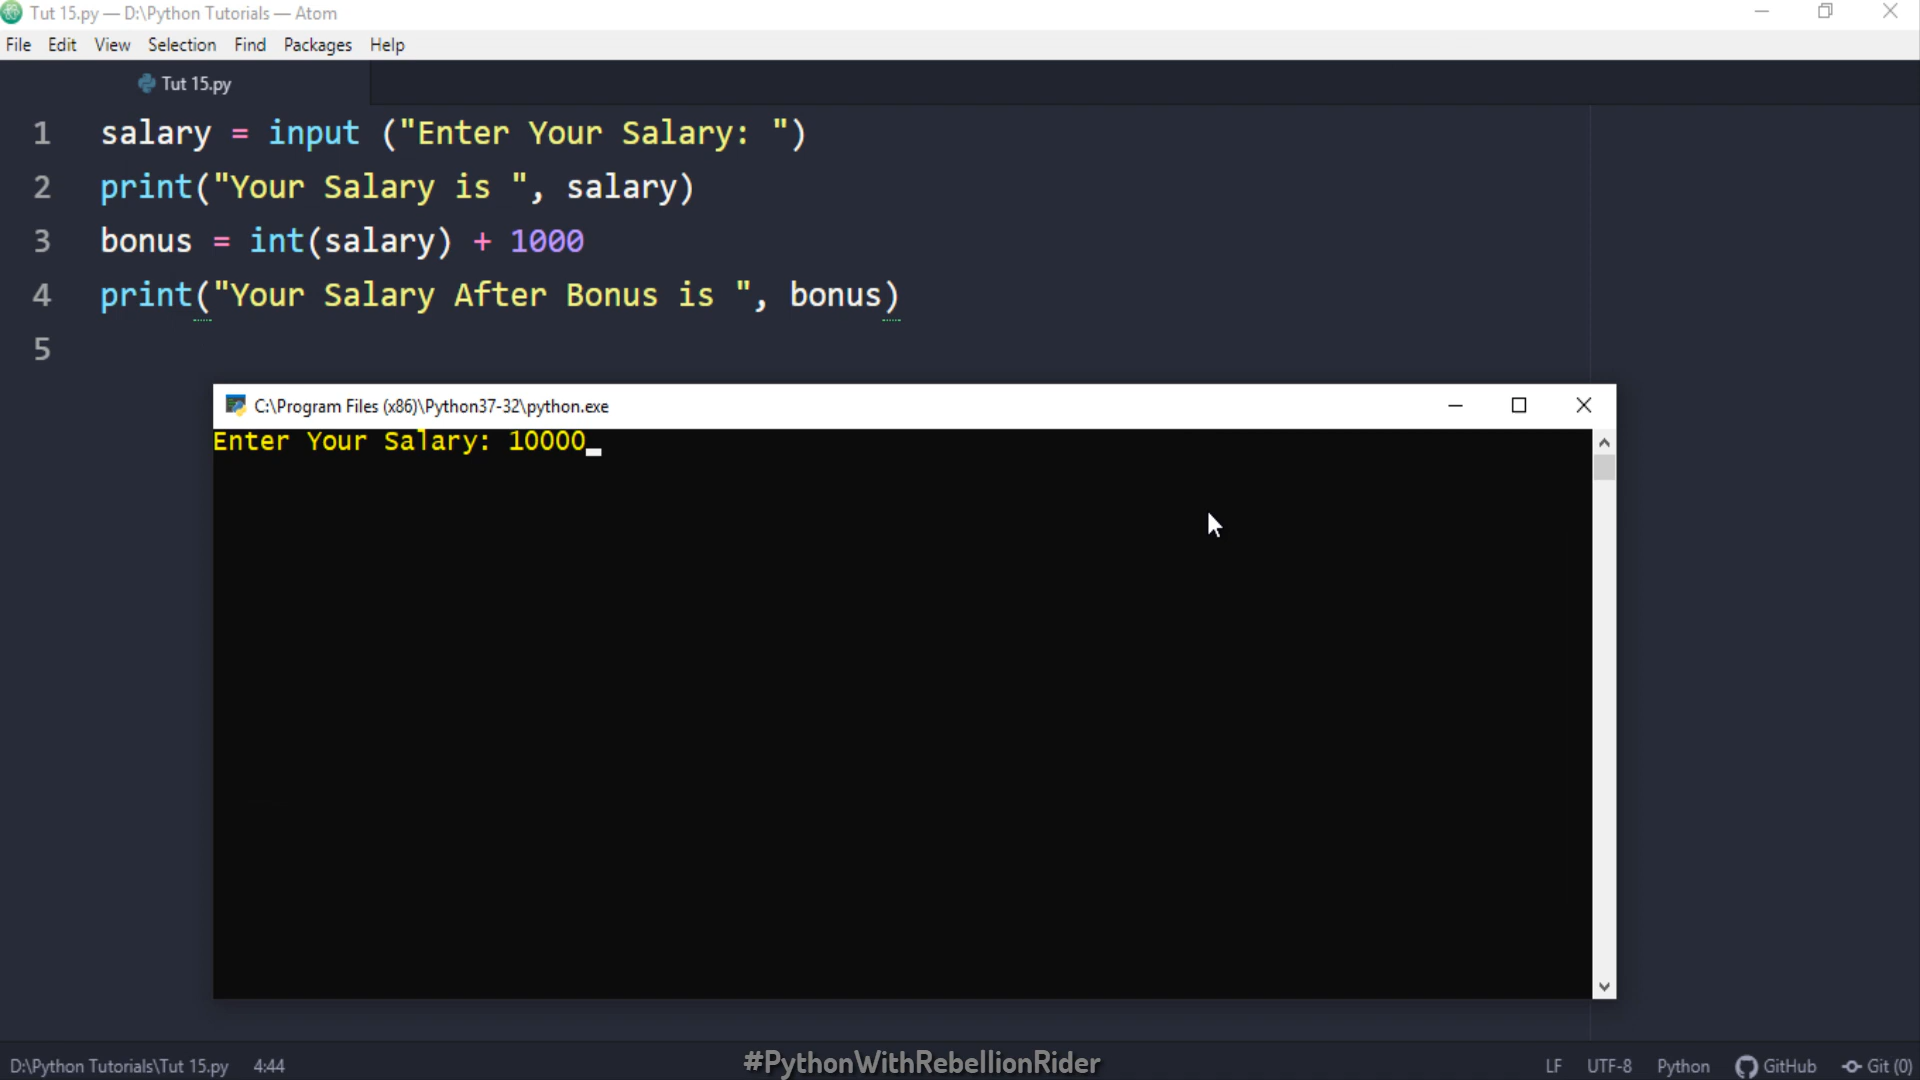 Tut 15.py — D:\Python Tutorials — Atom
File Edit View Selection Find Packages Help
Tut 15.py
1 salary = input ("Enter Your Salary: ")
2 print("Your Salary is ", salary)
3 bonus = int(salary) + 1000
4 print("Your Salary After Bonus is ", bonus)
5
C:\Program Files (x86)\Python37-32\python.exe
Enter Your Salary: 10000_
D:\Python Tutorials\Tut 15.py 4:44 #PythonWithRebellionRider LF UTF-8 Python GitHub Git (0)